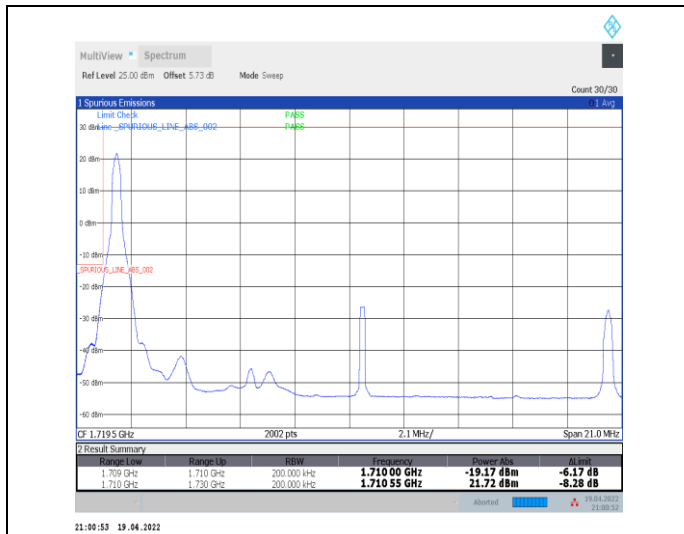 MultiView Spectrum
Ref Level 25.00 dBm Offset 5.73 dB Mode Sweep
Count 30/30
1 Spurious Emissions 1 Avg
Limit Check PASS
30 dBm Line _SPURIOUS_LINE_ABS_002 PASS
20 dBm
10 dBm
0 dBm
-10 dBm
_SPURIOUS_LINE_ABS_002
-20 dBm
-30 dBm
-40 dBm
-50 dBm
-60 dBm
CF 1.7195 GHz 2002 pts 2.1 MHz/ Span 21.0 MHz
2 Result Summary
Range Low Range Up RBW Frequency Power Abs ΔLimit
1.709 GHz 1.710 GHz 200.000 kHz 1.710 00 GHz -19.17 dBm -6.17 dB
1.710 GHz 1.730 GHz 200.000 kHz 1.710 55 GHz 21.72 dBm -8.28 dB
Aborted 19.04.2022
21:00:52
21:00:53 19.04.2022